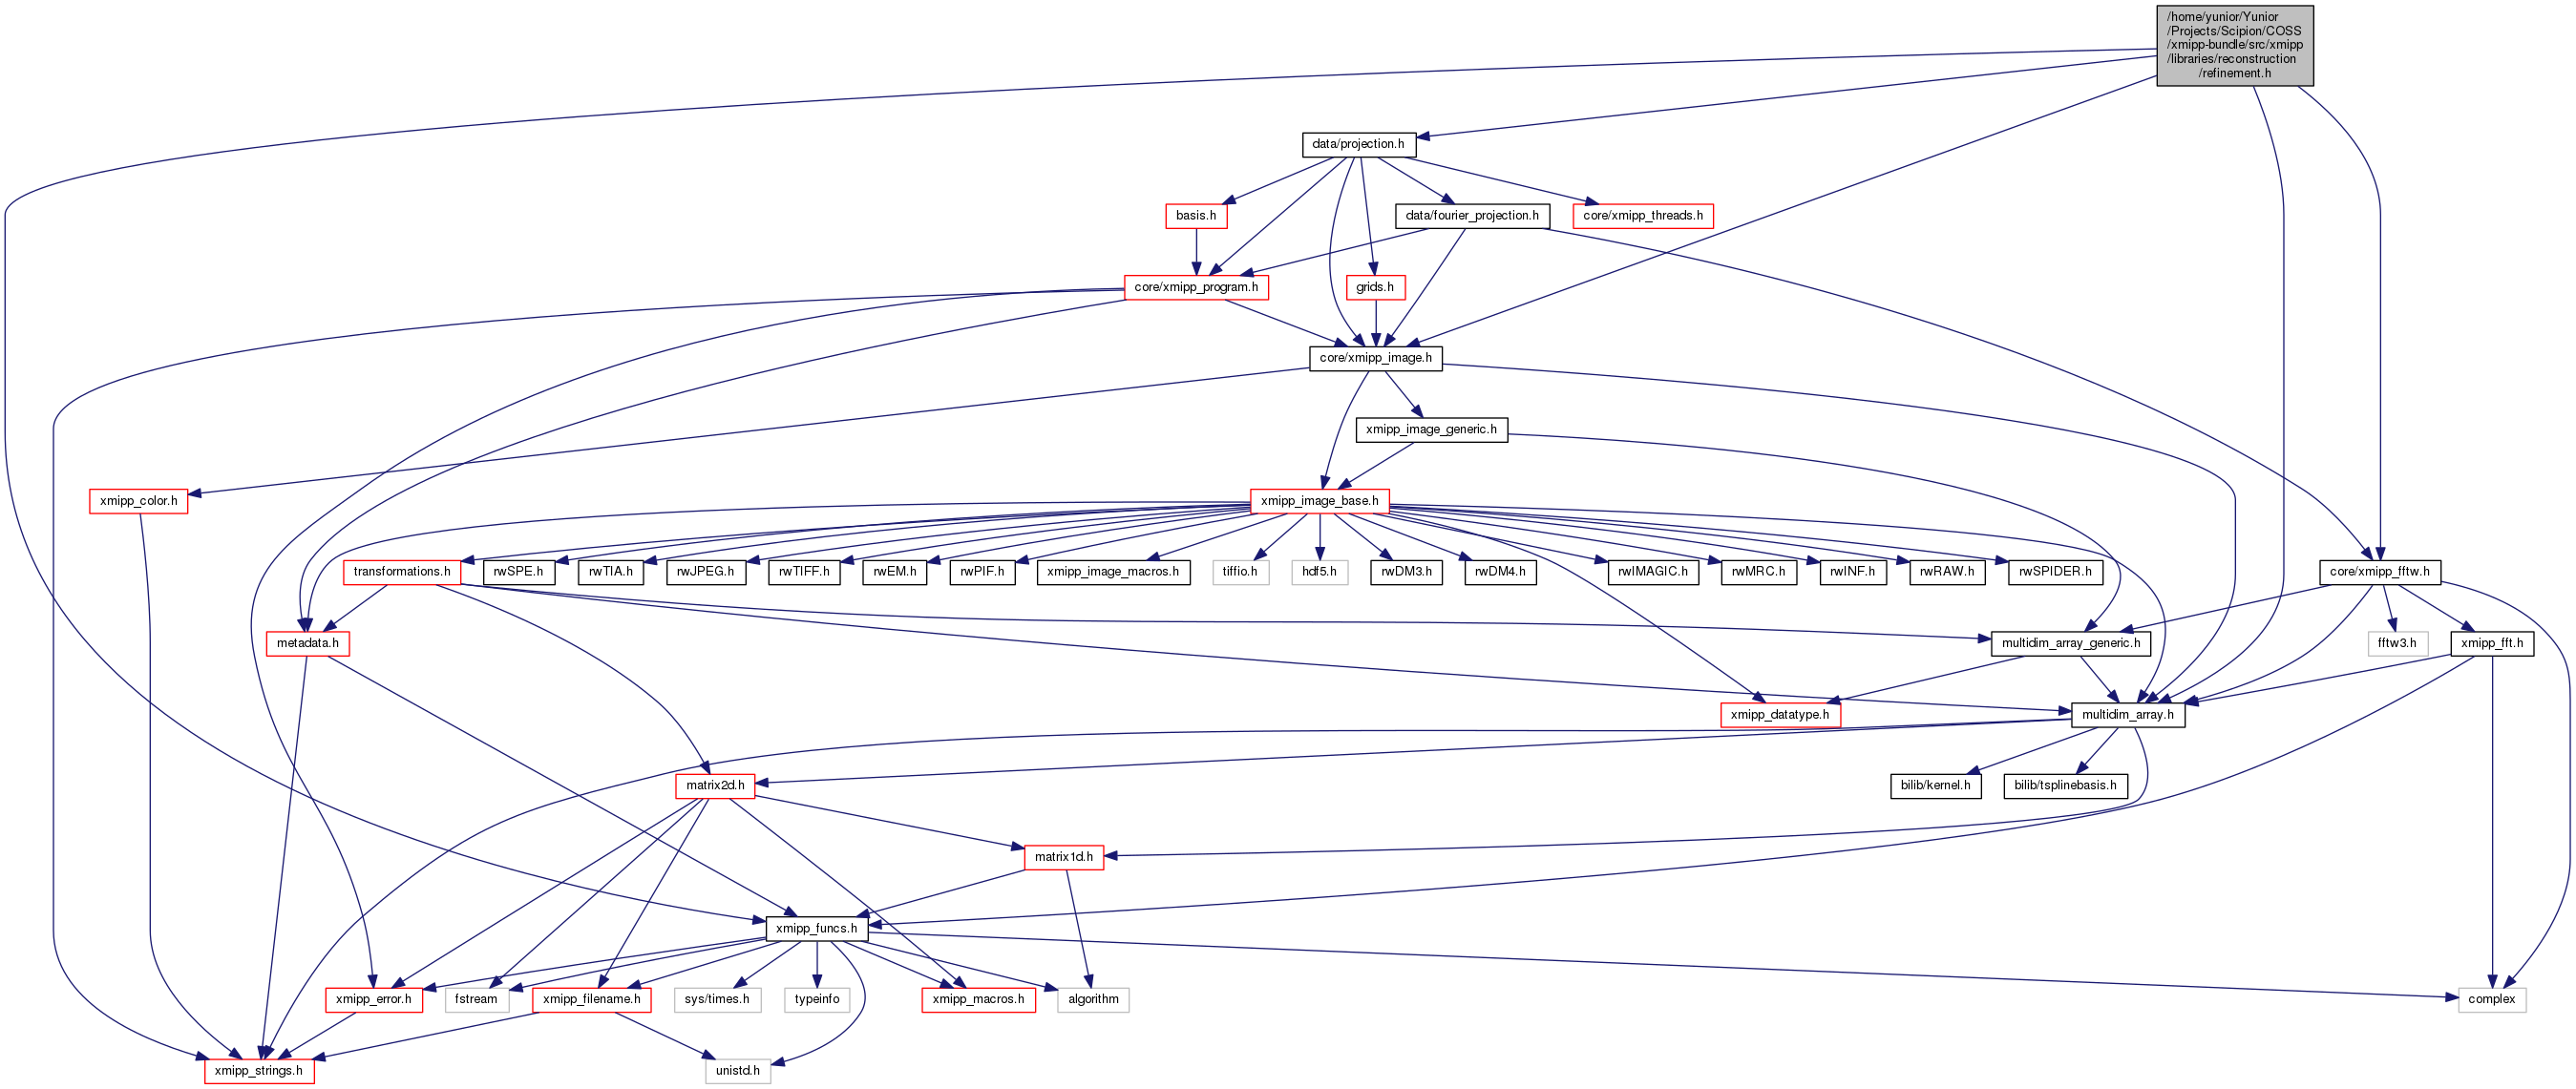 /home/yunior/Yunior
/Projects/Scipion/COSS
/xmipp-bundle/src/xmipp
/libraries/reconstruction
/refinement.h
data/projection.h
basis.h
data/fourier_projection.h
core/xmipp_threads.h
core/xmipp_program.h
grids.h
core/xmipp_image.h
xmipp_image_generic.h
xmipp_color.h
xmipp_image_base.h
transformations.h
rwSPE.h
rwTIA.h
rwJPEG.h
rwTIFF.h
rwEM.h
rwPIF.h
xmipp_image_macros.h
tiffio.h
hdf5.h
rwDM3.h
rwDM4.h
rwIMAGIC.h
rwMRC.h
rwINF.h
rwRAW.h
rwSPIDER.h
core/xmipp_fftw.h
metadata.h
multidim_array_generic.h
fftw3.h
xmipp_fft.h
xmipp_datatype.h
multidim_array.h
matrix2d.h
bilib/kernel.h
bilib/tsplinebasis.h
matrix1d.h
xmipp_funcs.h
xmipp_error.h
fstream
xmipp_filename.h
sys/times.h
typeinfo
xmipp_macros.h
algorithm
complex
xmipp_strings.h
unistd.h